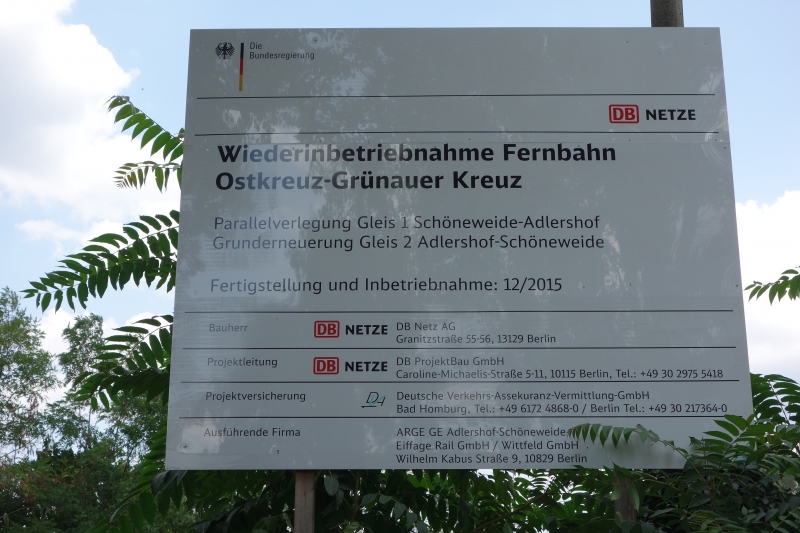 Die
Bundesregierung
DB NETZE
Wiederinbetriebnahme Fernbahn
Ostkreuz-Grünauer Kreuz
Parallelverlegung Gleis 1 Schöneweide-Adlershof
Grunderneuerung Gleis 2 Adlershof-Schöneweide
Fertigstellung und Inbetriebnahme: 12/2015
Bauherr DB NETZE DB Netz AG
Granitzstraße 55-56, 13129 Berlin
Projektleitung DB NETZE DB ProjektBau GmbH
Caroline-Michaelis-Straße 5-11, 10115 Berlin, Tel.: +49 30 2975 5418
Projektversicherung Deutsche Verkehrs-Assekuranz-Vermittlung-GmbH
Bad Homburg, Tel.: +49 6172 4868-0 / Berlin Tel.: +49 30 217364-0
Ausführende Firma ARGE GE Adlershof-Schöneweide
Eiffage Rail GmbH / Wittfeld GmbH
Wilhelm Kabus Straße 9, 10829 Berlin